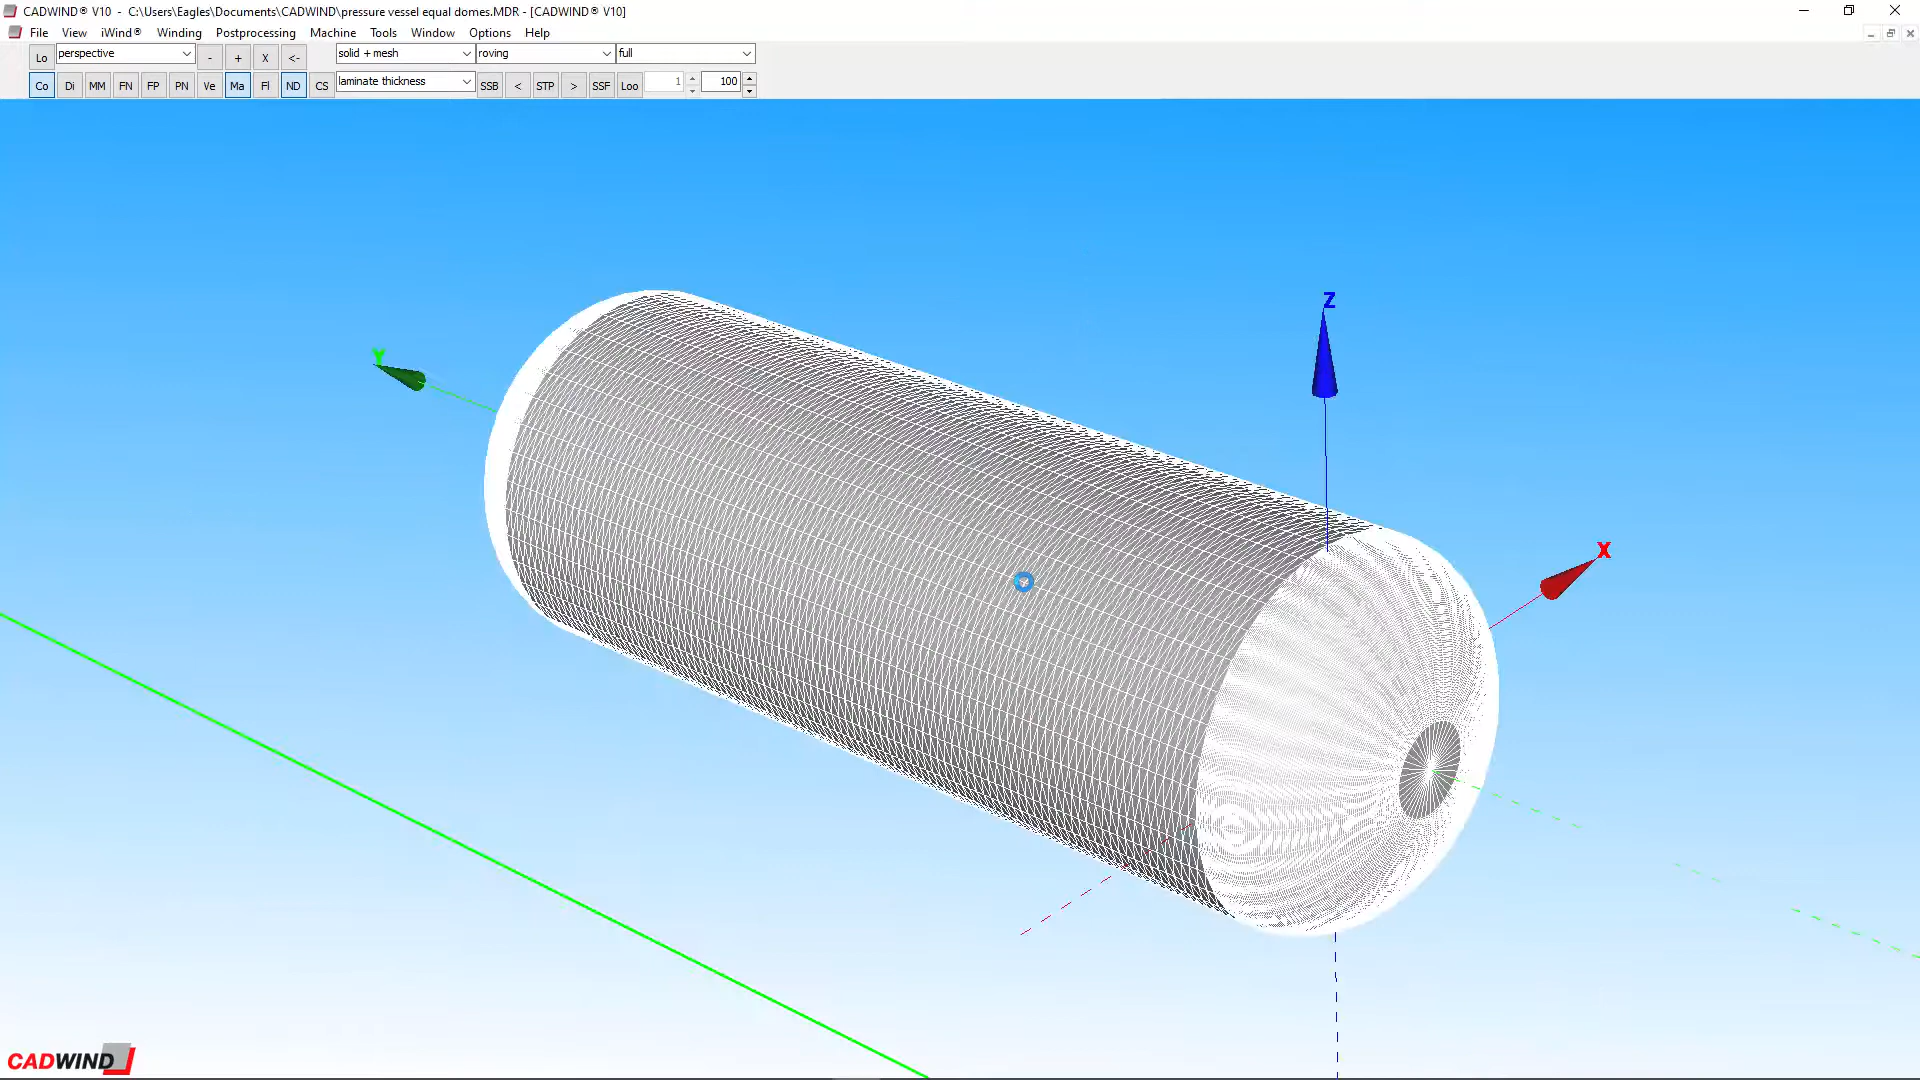 CADWIND® V10 - C:\Users\Eagles\Documents\CADWIND\pressure vessel equal domes.MDR - [CADWIND® V10]
File View iWind® Winding Postprocessing Machine Tools Window Options Help
Lo perspective - + X <- solid + mesh roving full
Co Di MM FN FP PN Ve Ma Fl ND CS laminate thickness SSB < STP > SSF Loo 1 100
Z
Y
X
CADWIND